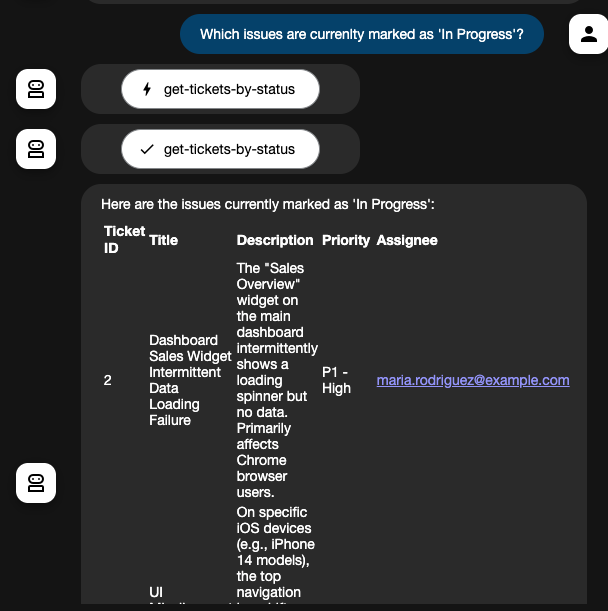 Which issues are currenlty marked as 'In Progress'?
get-tickets-by-status
get-tickets-by-status
Here are the issues currently marked as 'In Progress':
Ticket ID Title Description Priority Assignee
2
Dashboard
Sales Widget
Intermittent
Data
Loading
Failure
The "Sales
Overview"
widget on
the main
dashboard
intermittently
shows a
loading
spinner but
no data.
Primarily
affects
Chrome
browser
users.
P1 -
High
maria.rodriguez@example.com
UI
On specific
iOS devices
(e.g., iPhone
14 models),
the top
navigation